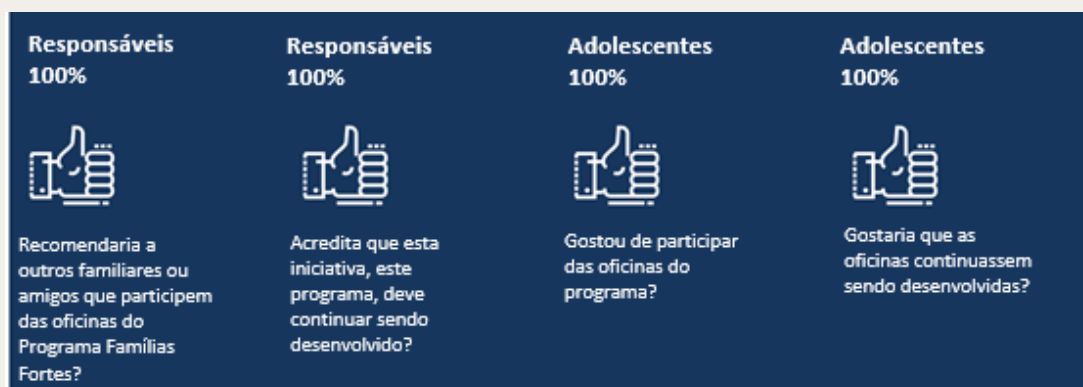 Responsáveis
100%
Recomendaria a
outros familiares ou
amigos que participem
das oficinas do
Programa Famílias
Fortes?
Responsáveis
100%
Acredita que esta
iniciativa, este
programa, deve
continuar sendo
desenvolvido?
Adolescentes
100%
Gostou de participar
das oficinas do
programa?
Adolescentes
100%
Gostaria que as
oficinas continuassem
sendo desenvolvidas?